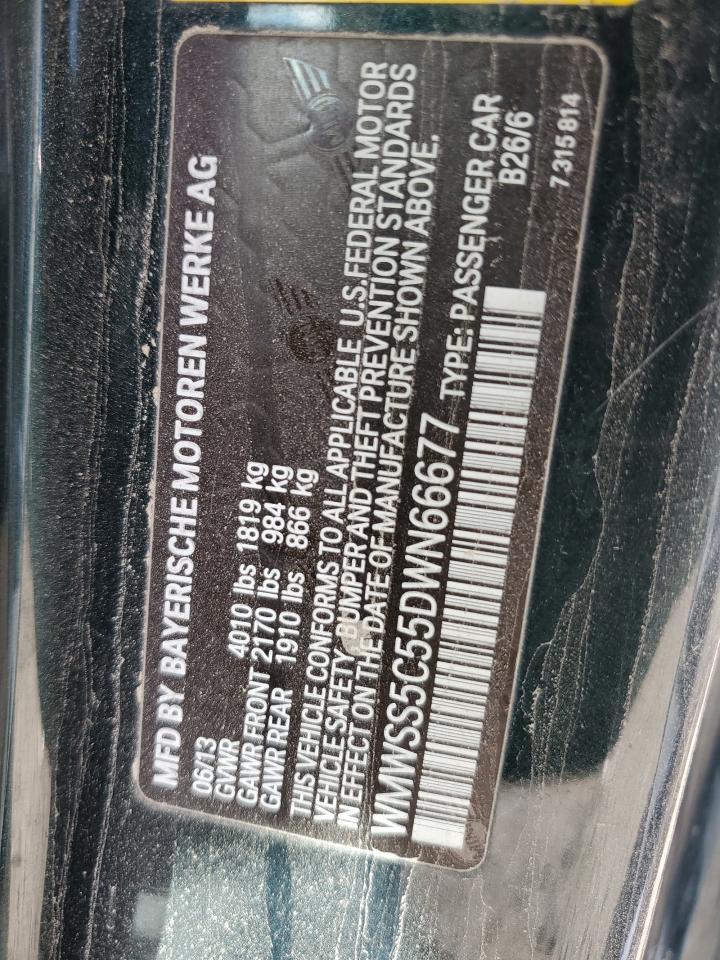 MFD BY BAYERISCHE MOTOREN WERKE AG
06/13
GVWR 4010 lbs 1819 kg
GAWR FRONT 2170 lbs 984 kg
GAWR REAR 1910 lbs 866 kg
THIS VEHICLE CONFORMS TO ALL APPLICABLE U.S.FEDERAL MOTOR
VEHICLE SAFETY, BUMPER AND THEFT PREVENTION STANDARDS
IN EFFECT ON THE DATE OF MANUFACTURE SHOWN ABOVE.
WMWSS5C55DWN66677 TYPE: PASSENGER CAR
B26/6
7 315 814